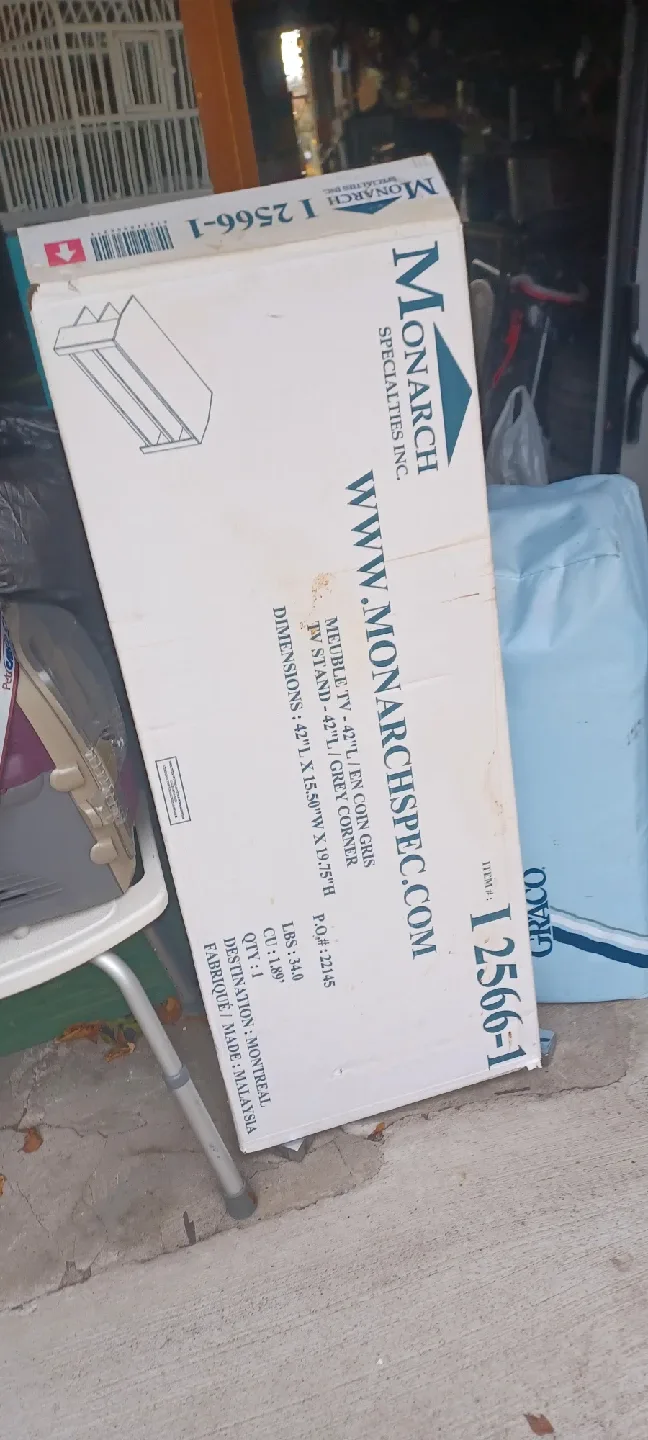 MONARCH
SPECIALTIES INC.
I 2566-1
MONARCH
SPECIALTIES INC.
WWW.MONARCHSPEC.COM
MEUBLE TV - 42"L / EN COIN GRIS
TV STAND - 42"L / GREY CORNER
DIMENSIONS : 42"L X 15.50"W X 19.75"H
ITEM#:
I 2566-1
P.O.#: 22145
LBS : 34.0
CU : 1.89'
QTY : 1
DESTINATION : MONTREAL
FABRIQUÉ / MADE : MALAYSIA
GRACO